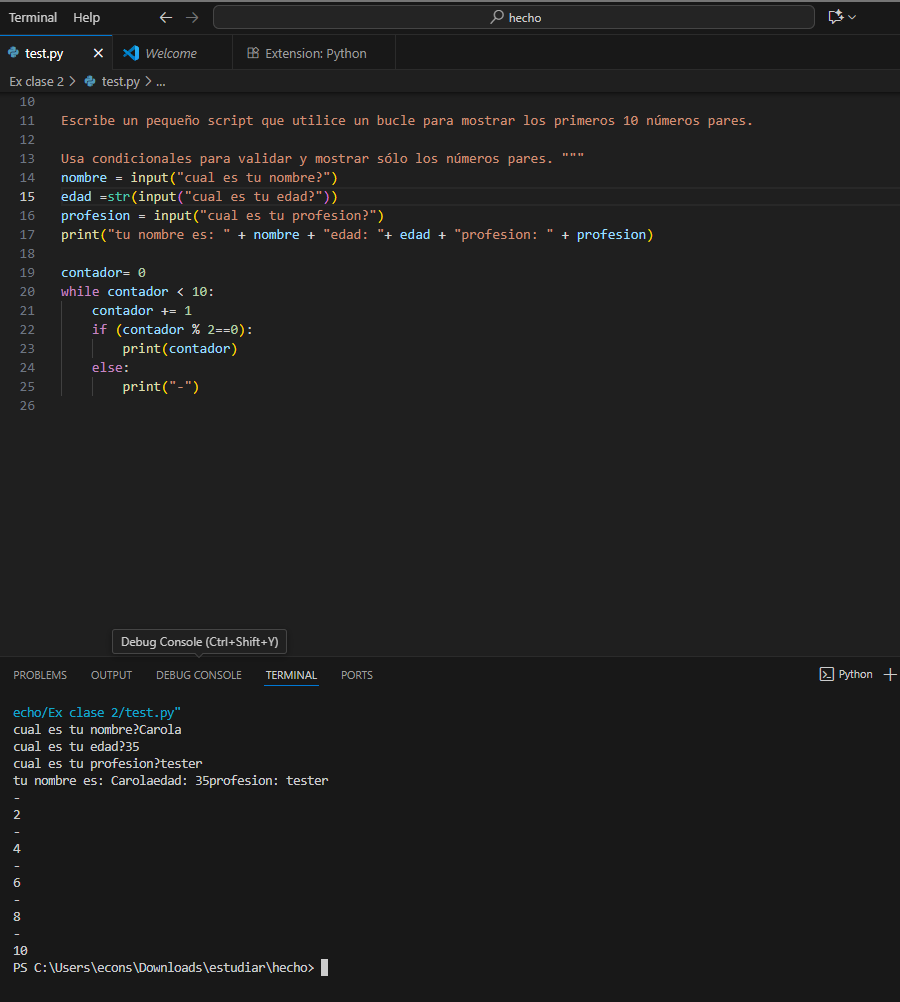 Terminal Help hecho
test.py Welcome Extension: Python
Ex clase 2 > test.py > ...
10
11 Escribe un pequeño script que utilice un bucle para mostrar los primeros 10 números pares.
12
13 Usa condicionales para validar y mostrar sólo los números pares. """
14 nombre = input("cual es tu nombre?")
15 edad =str(input("cual es tu edad?"))
16 profesion = input("cual es tu profesion?")
17 print("tu nombre es: " + nombre + "edad: "+ edad + "profesion: " + profesion)
18
19 contador= 0
20 while contador < 10:
21     contador += 1
22     if (contador % 2==0):
23         print(contador)
24     else:
25         print("-")
26
Debug Console (Ctrl+Shift+Y)
PROBLEMS OUTPUT DEBUG CONSOLE TERMINAL PORTS Python
echo/Ex clase 2/test.py"
cual es tu nombre?Carola
cual es tu edad?35
cual es tu profesion?tester
tu nombre es: Carolaedad: 35profesion: tester
-
2
-
4
-
6
-
8
-
10
PS C:\Users\econs\Downloads\estudiar\hecho>